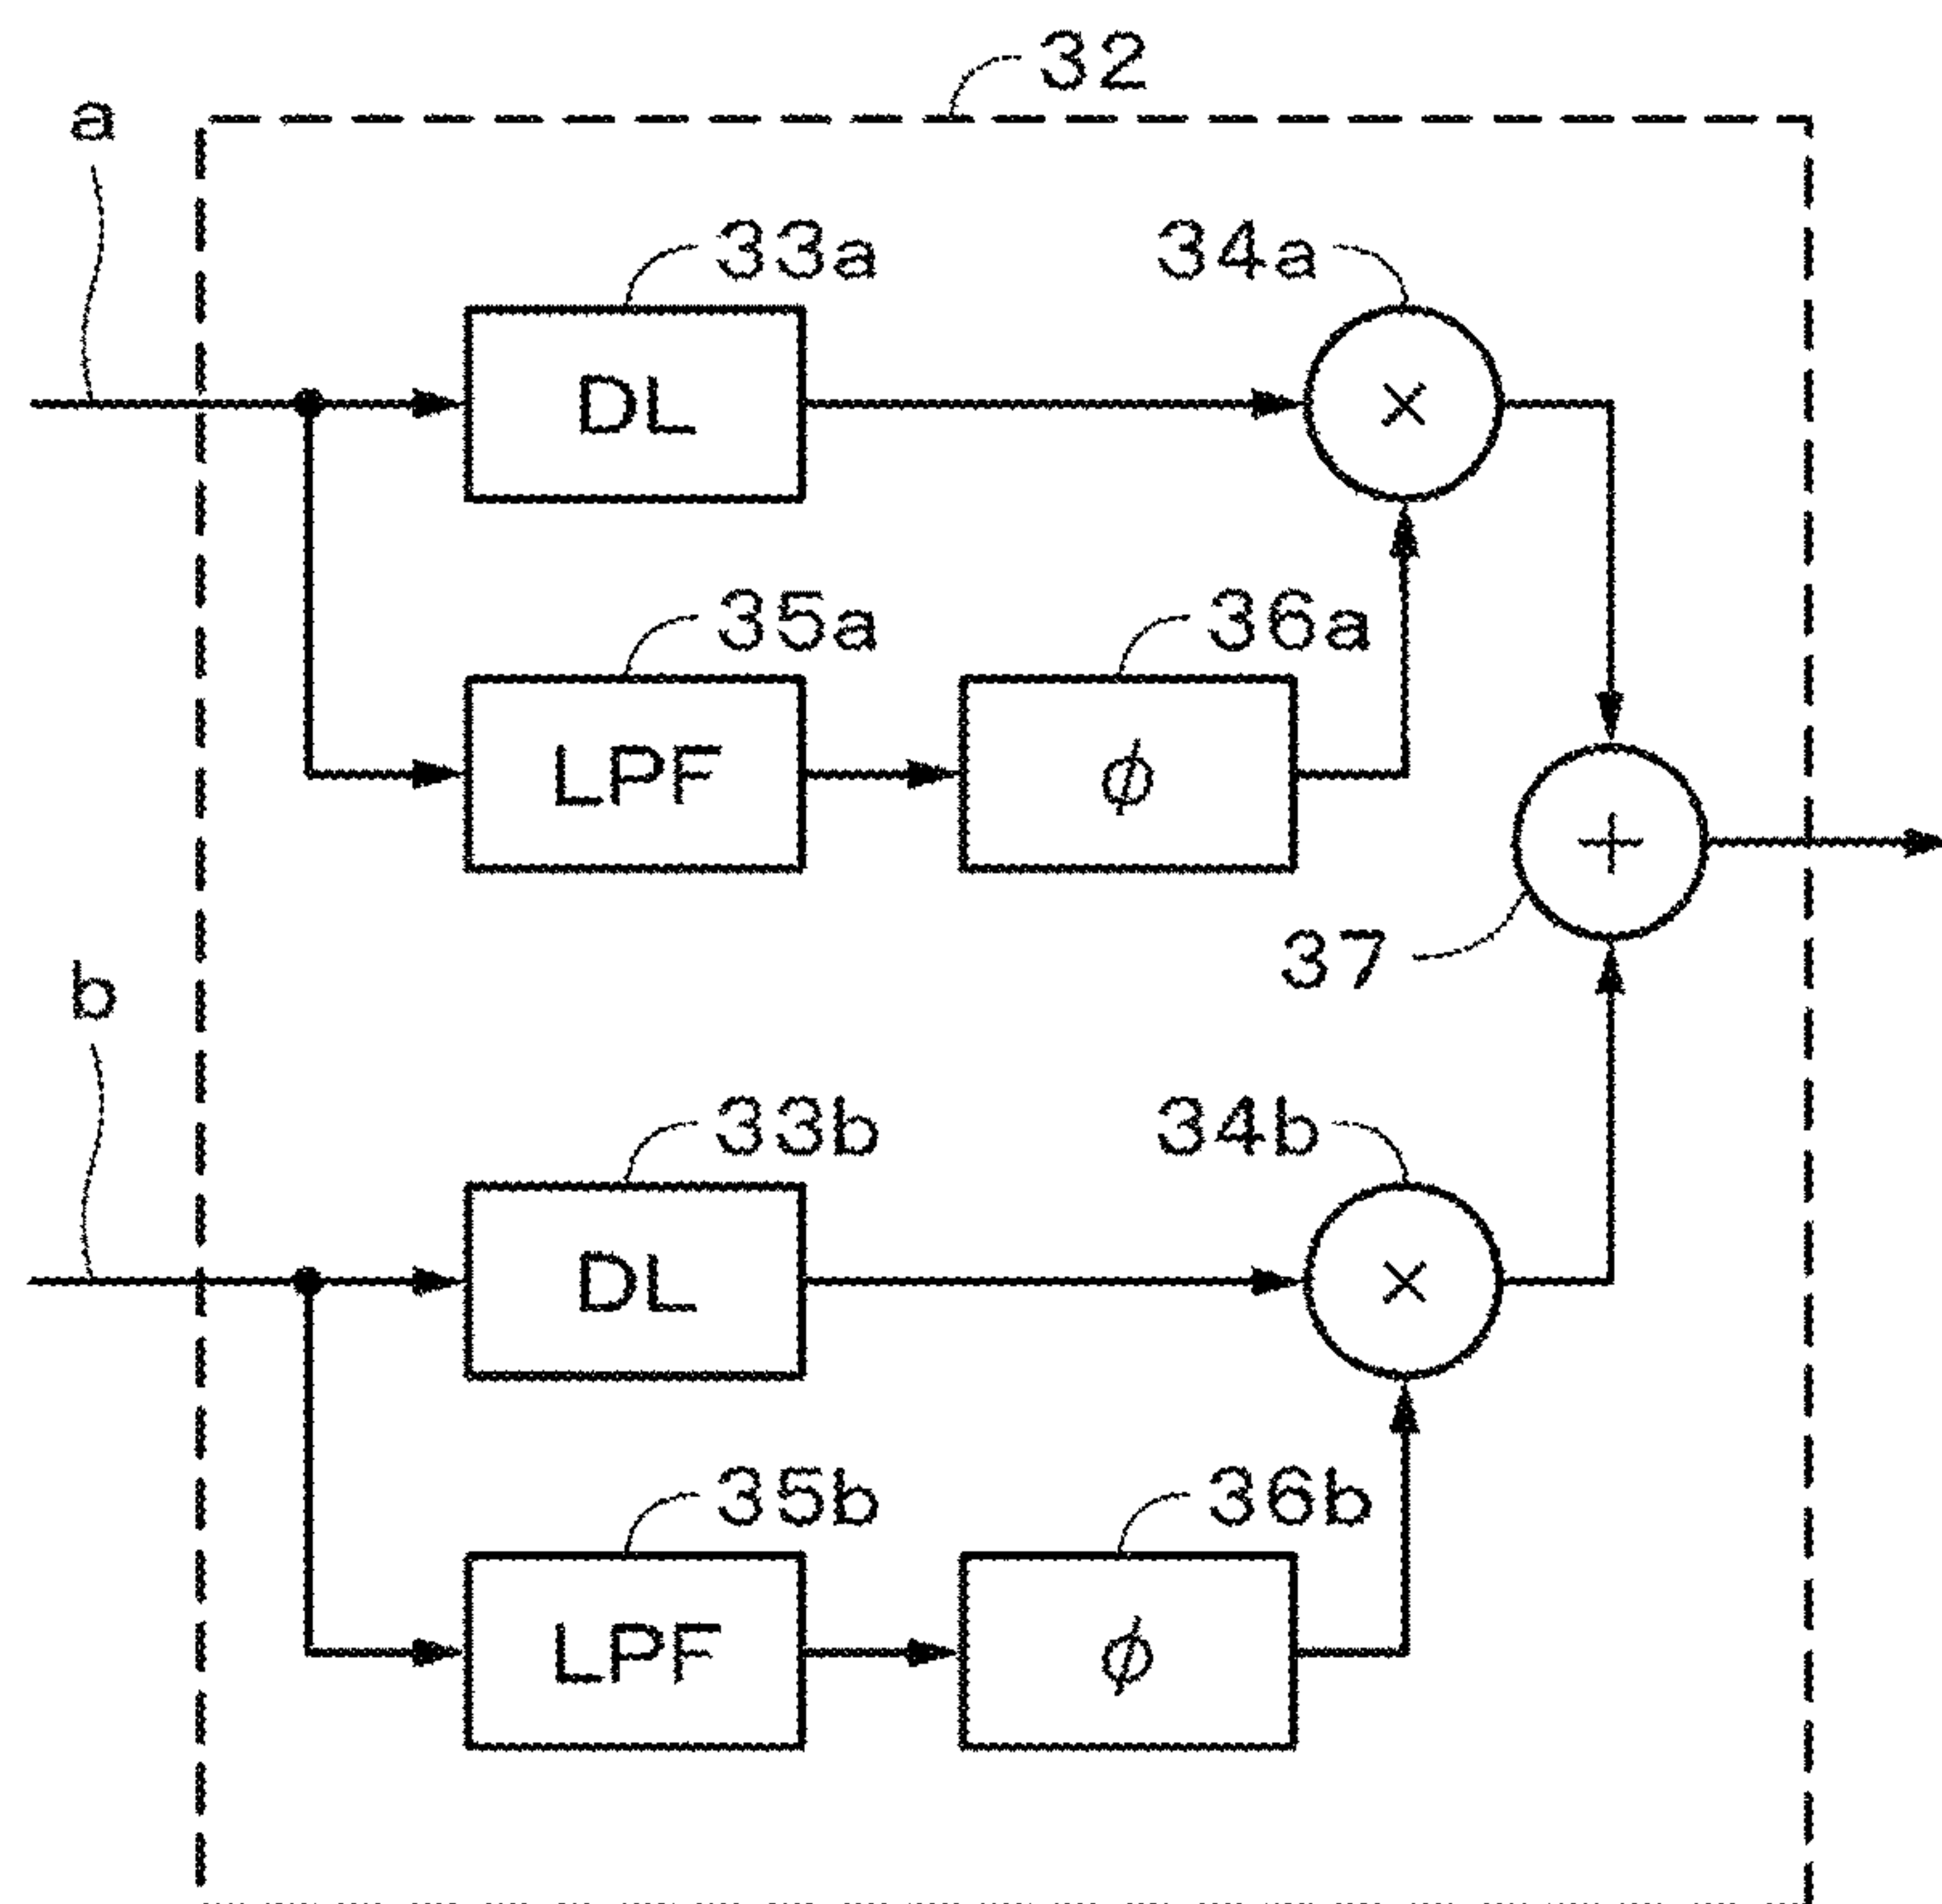 32
a
33a
34a
DL
×
35a
36a
LPF
ϕ
+
37
b
33b
34b
DL
×
35b
36b
LPF
ϕ